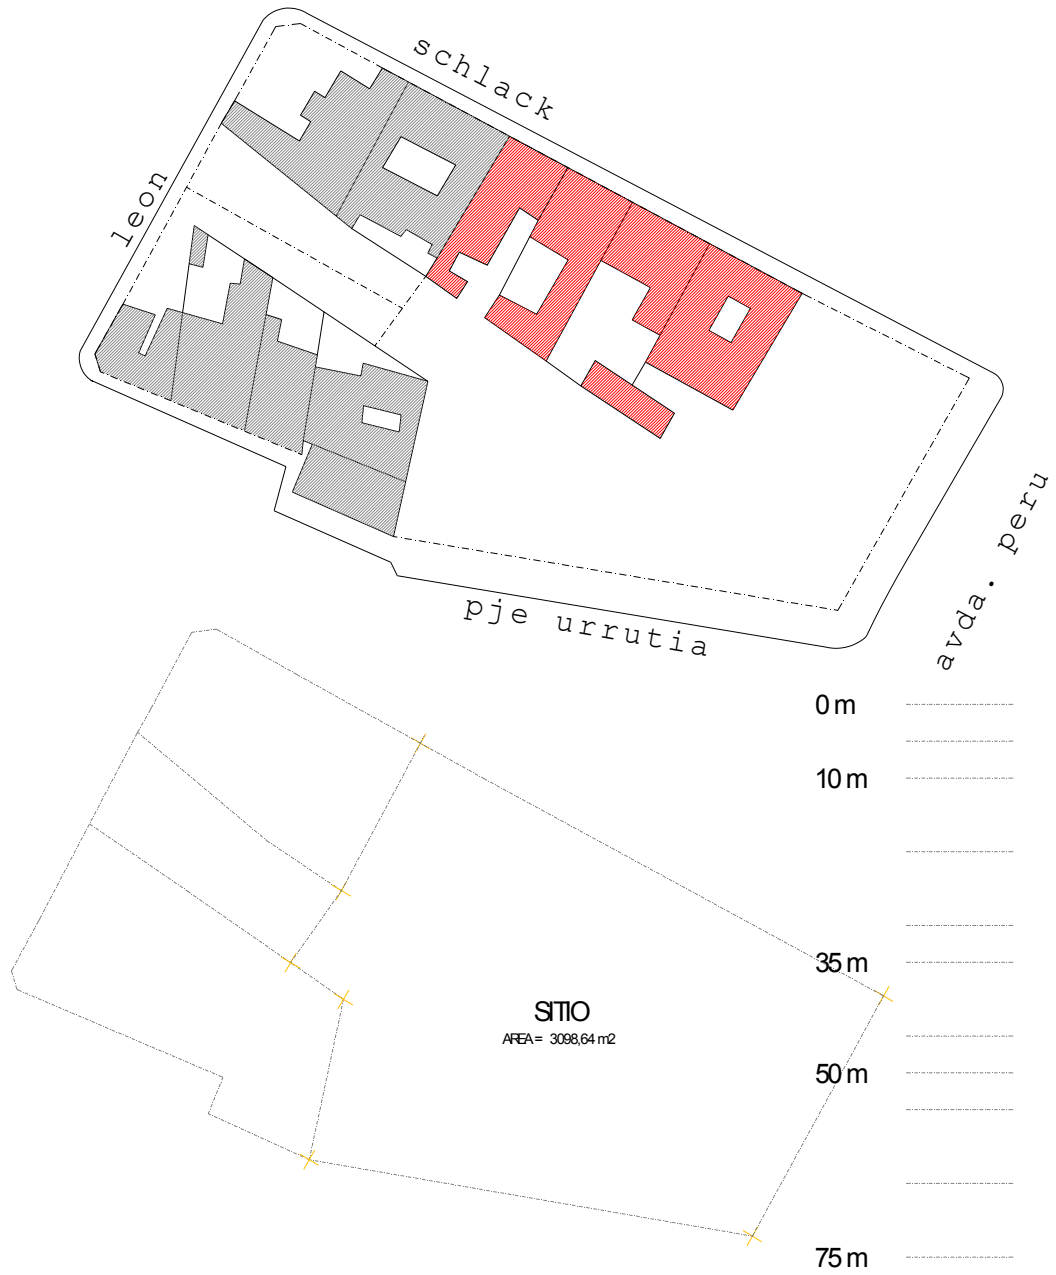 schlack
leon
avda. peru
pje urrutia
0 m
10 m
35 m
SITIO
AREA = 3098,64 m2
50 m
75 m